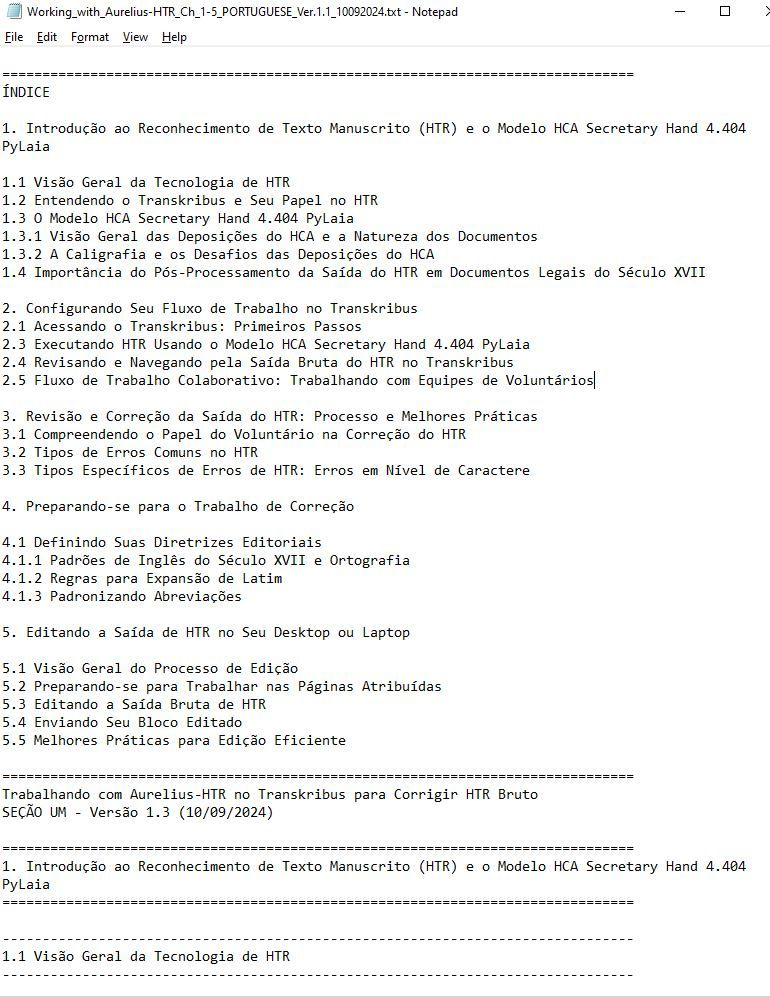 Working_with_Aurelius-HTR_Ch_1-5_PORTUGUESE_Ver.1.1_10092024.txt - Notepad
File Edit Format View Help
===============================================================================
ÍNDICE
1. Introdução ao Reconhecimento de Texto Manuscrito (HTR) e o Modelo HCA Secretary Hand 4.404
PyLaia
1.1 Visão Geral da Tecnologia de HTR
1.2 Entendendo o Transkribus e Seu Papel no HTR
1.3 O Modelo HCA Secretary Hand 4.404 PyLaia
1.3.1 Visão Geral das Deposições do HCA e a Natureza dos Documentos
1.3.2 A Caligrafia e os Desafios das Deposições do HCA
1.4 Importância do Pós-Processamento da Saída do HTR em Documentos Legais do Século XVII
2. Configurando Seu Fluxo de Trabalho no Transkribus
2.1 Acessando o Transkribus: Primeiros Passos
2.3 Executando HTR Usando o Modelo HCA Secretary Hand 4.404 PyLaia
2.4 Revisando e Navegando pela Saída Bruta do HTR no Transkribus
2.5 Fluxo de Trabalho Colaborativo: Trabalhando com Equipes de Voluntários
3. Revisão e Correção da Saída do HTR: Processo e Melhores Práticas
3.1 Compreendendo o Papel do Voluntário na Correção do HTR
3.2 Tipos de Erros Comuns no HTR
3.3 Tipos Específicos de Erros de HTR: Erros em Nível de Caractere
4. Preparando-se para o Trabalho de Correção
4.1 Definindo Suas Diretrizes Editoriais
4.1.1 Padrões de Inglês do Século XVII e Ortografia
4.1.2 Regras para Expansão de Latim
4.1.3 Padronizando Abreviações
5. Editando a Saída de HTR no Seu Desktop ou Laptop
5.1 Visão Geral do Processo de Edição
5.2 Preparando-se para Trabalhar nas Páginas Atribuídas
5.3 Editando a Saída Bruta de HTR
5.4 Enviando Seu Bloco Editado
5.5 Melhores Práticas para Edição Eficiente
===============================================================================
Trabalhando com Aurelius-HTR no Transkribus para Corrigir HTR Bruto
SEÇÃO UM - Versão 1.3 (10/09/2024)
===============================================================================
1. Introdução ao Reconhecimento de Texto Manuscrito (HTR) e o Modelo HCA Secretary Hand 4.404
PyLaia
===============================================================================
-------------------------------------------------------------------------------
1.1 Visão Geral da Tecnologia de HTR
-------------------------------------------------------------------------------